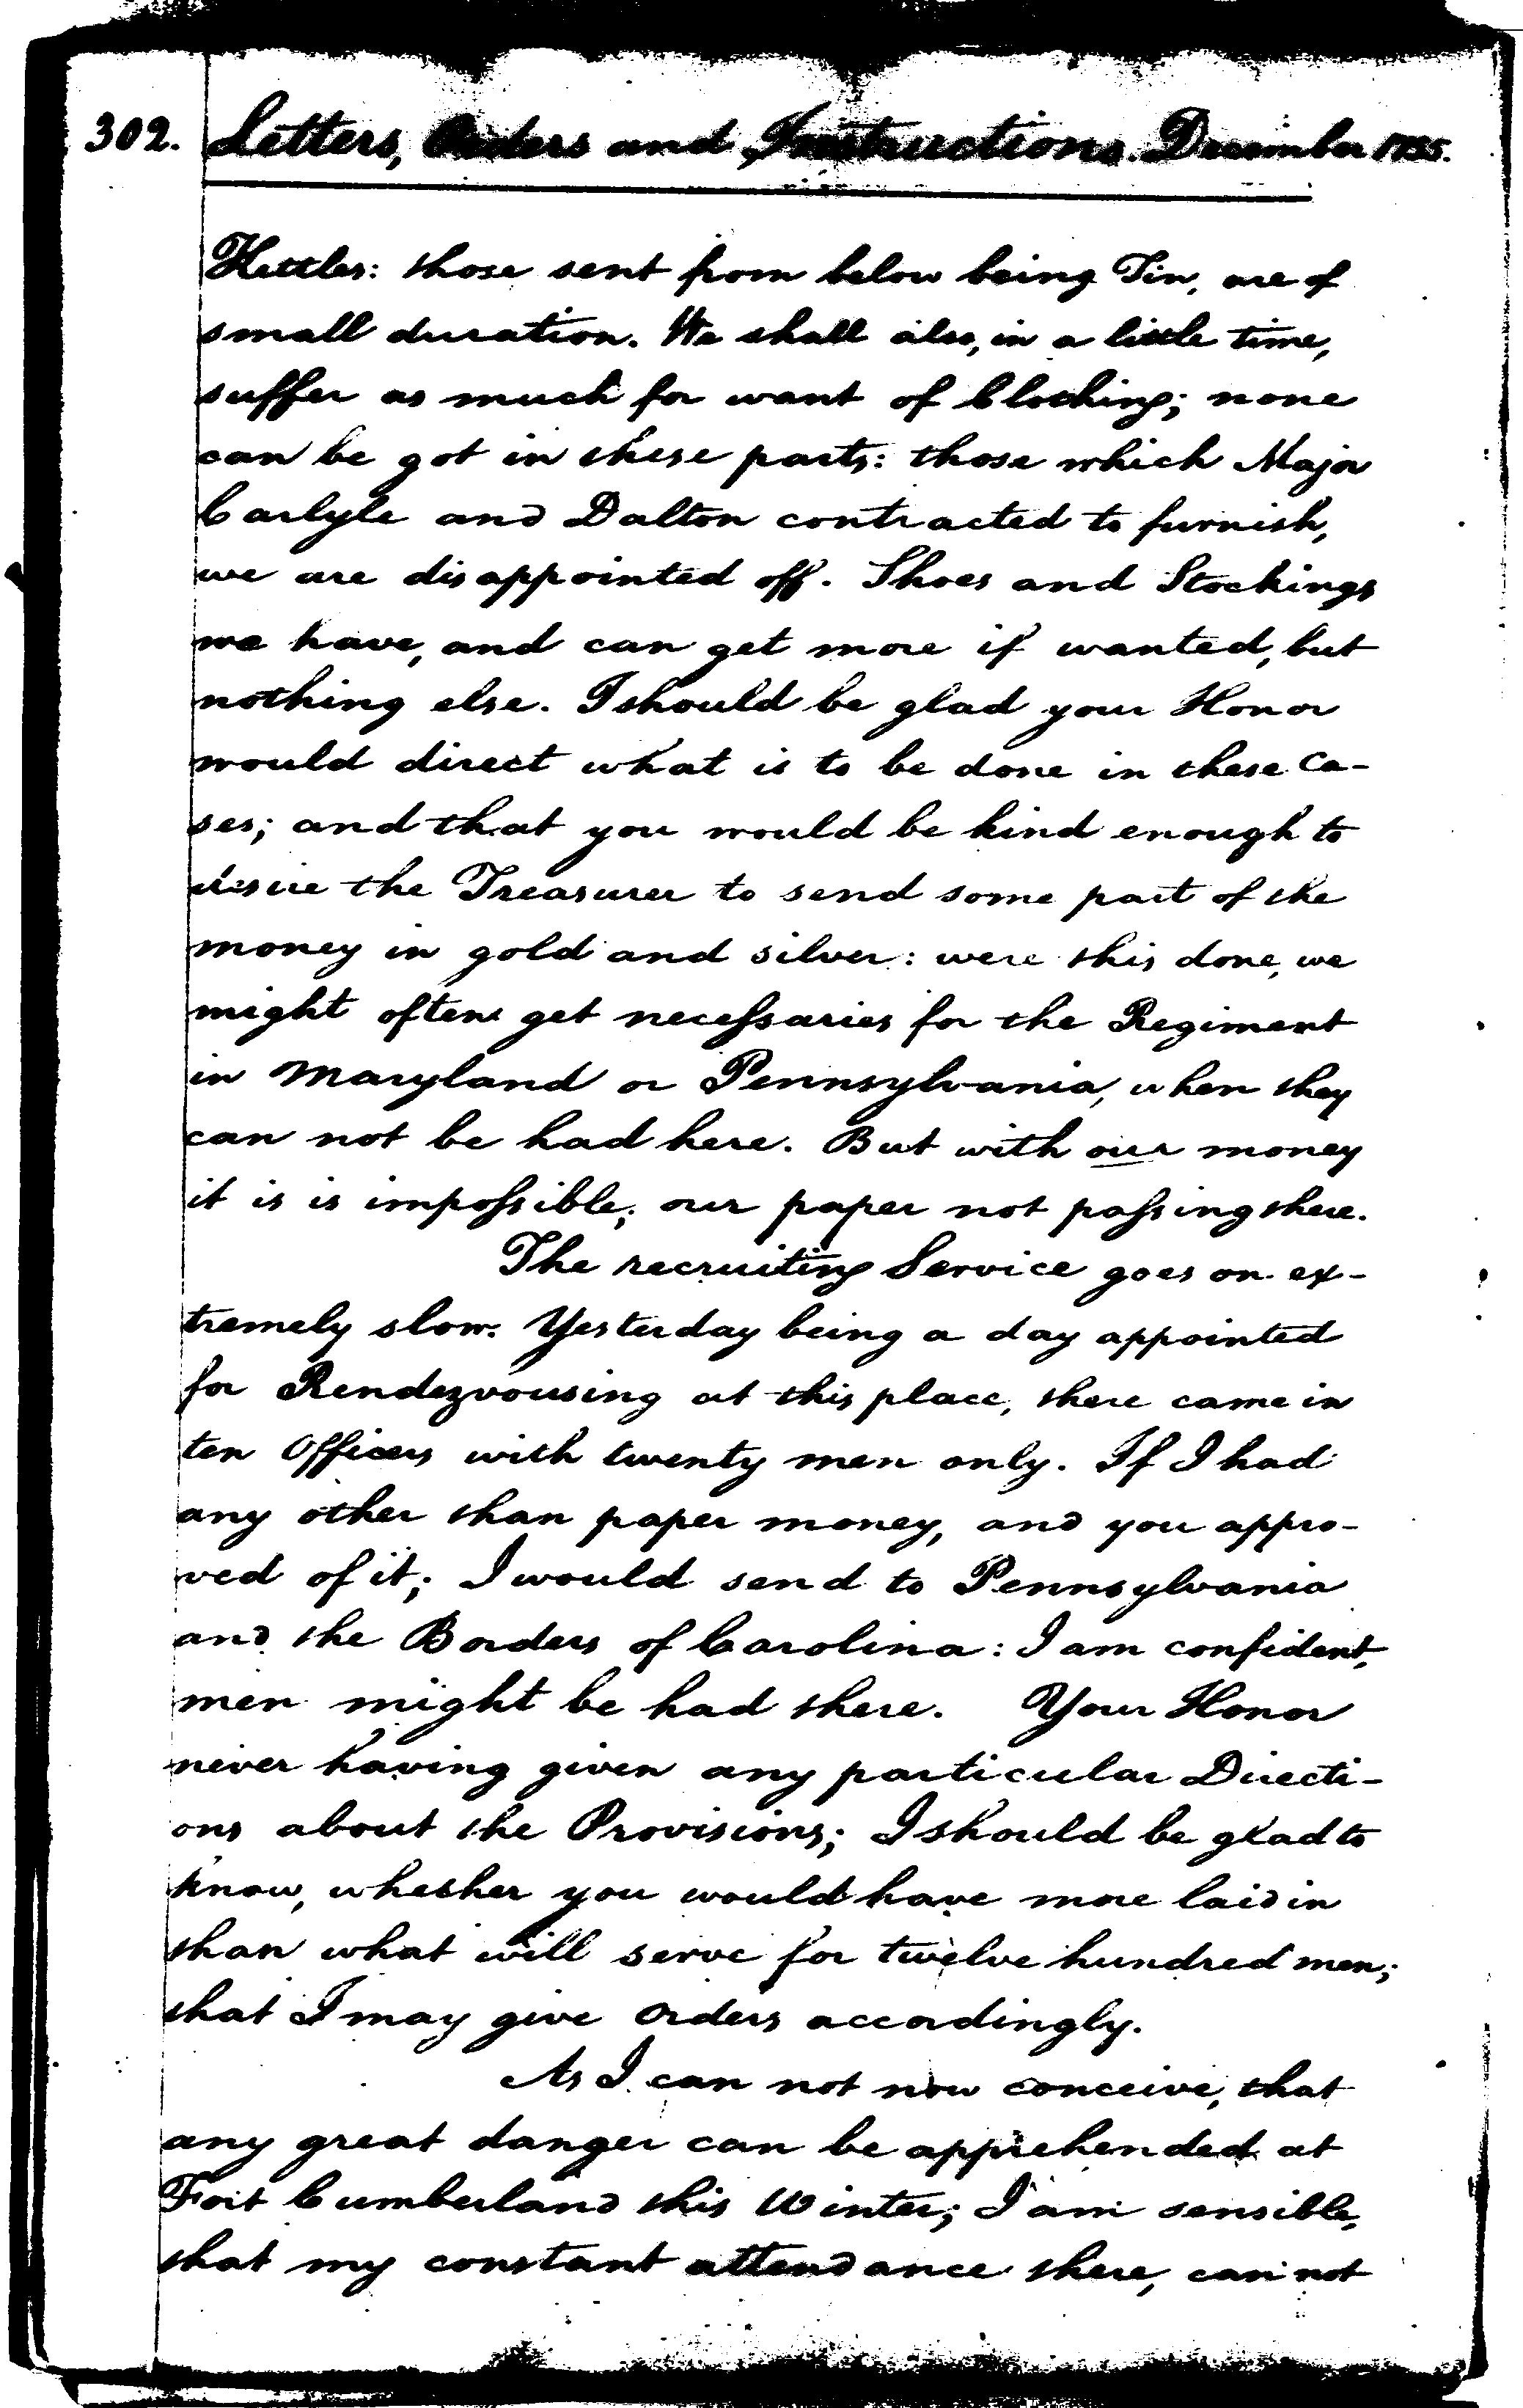 302. Letters, Orders and Instructions. December 1755.
Kettles: those sent from below being Tin, are of
small duration. We shall also, in a little time,
suffer as much for want of Clothing; none
can be got in these parts: those which Major
Carlyle and Dalton contracted to furnish,
we are disappointed off. Shoes and Stockings
we have, and can get more if wanted, but
nothing else. I should be glad your Honor
would direct what is to be done in these Ca-
ses; and that you would be kind enough to
desire the Treasurer to send some part of the
money in gold and silver: were this done, we
might often get necessaries for the Regiment
in Maryland or Pennsylvania, when they
can not be had here. But with our money
it is is impossible; our paper not passing there.
The recruiting Service goes on ex-
tremely slow. Yesterday being a day appointed
for Rendezvousing at this place, there came in
ten Officers with twenty men only. If I had
any other than paper money, and you appro-
ved of it; I would send to Pennsylvania
and the Borders of Carolina: I am confident,
men might be had there. Your Honor
never having given any particular Directi-
ons about the Provisions; I should be glad to
know, whether you would have more laid in
than what will serve for twelve hundred men;
that I may give Orders accordingly.
As I can not now conceive, that
any great danger can be apprehended at
Fort Cumberland this Winter; I am sensible,
that my constant attendance there, can not